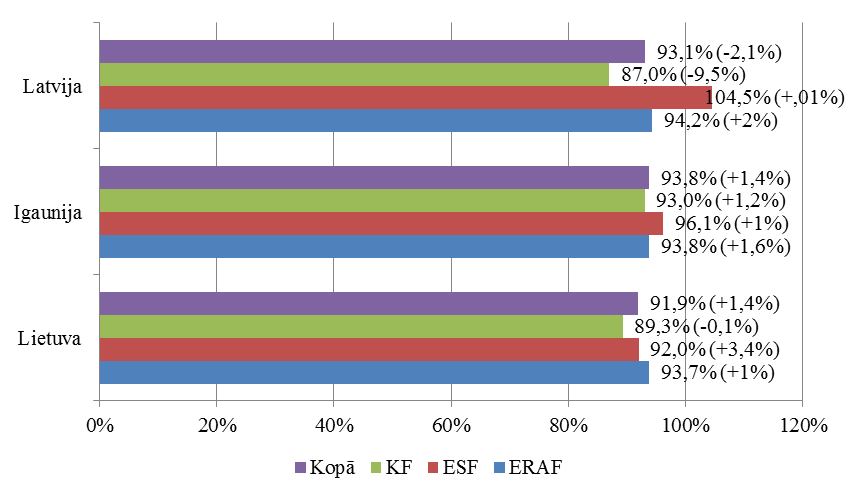 Latvija
93,1% (-2,1%)
87,0% (-9,5%)
104,5% (+,01%)
94,2% (+2%)
Igaunija
93,8% (+1,4%)
93,0% (+1,2%)
96,1% (+1%)
93,8% (+1,6%)
Lietuva
91,9% (+1,4%)
89,3% (-0,1%)
92,0% (+3,4%)
93,7% (+1%)
0% 20% 40% 60% 80% 100% 120%
Kopā KF ESF ERAF